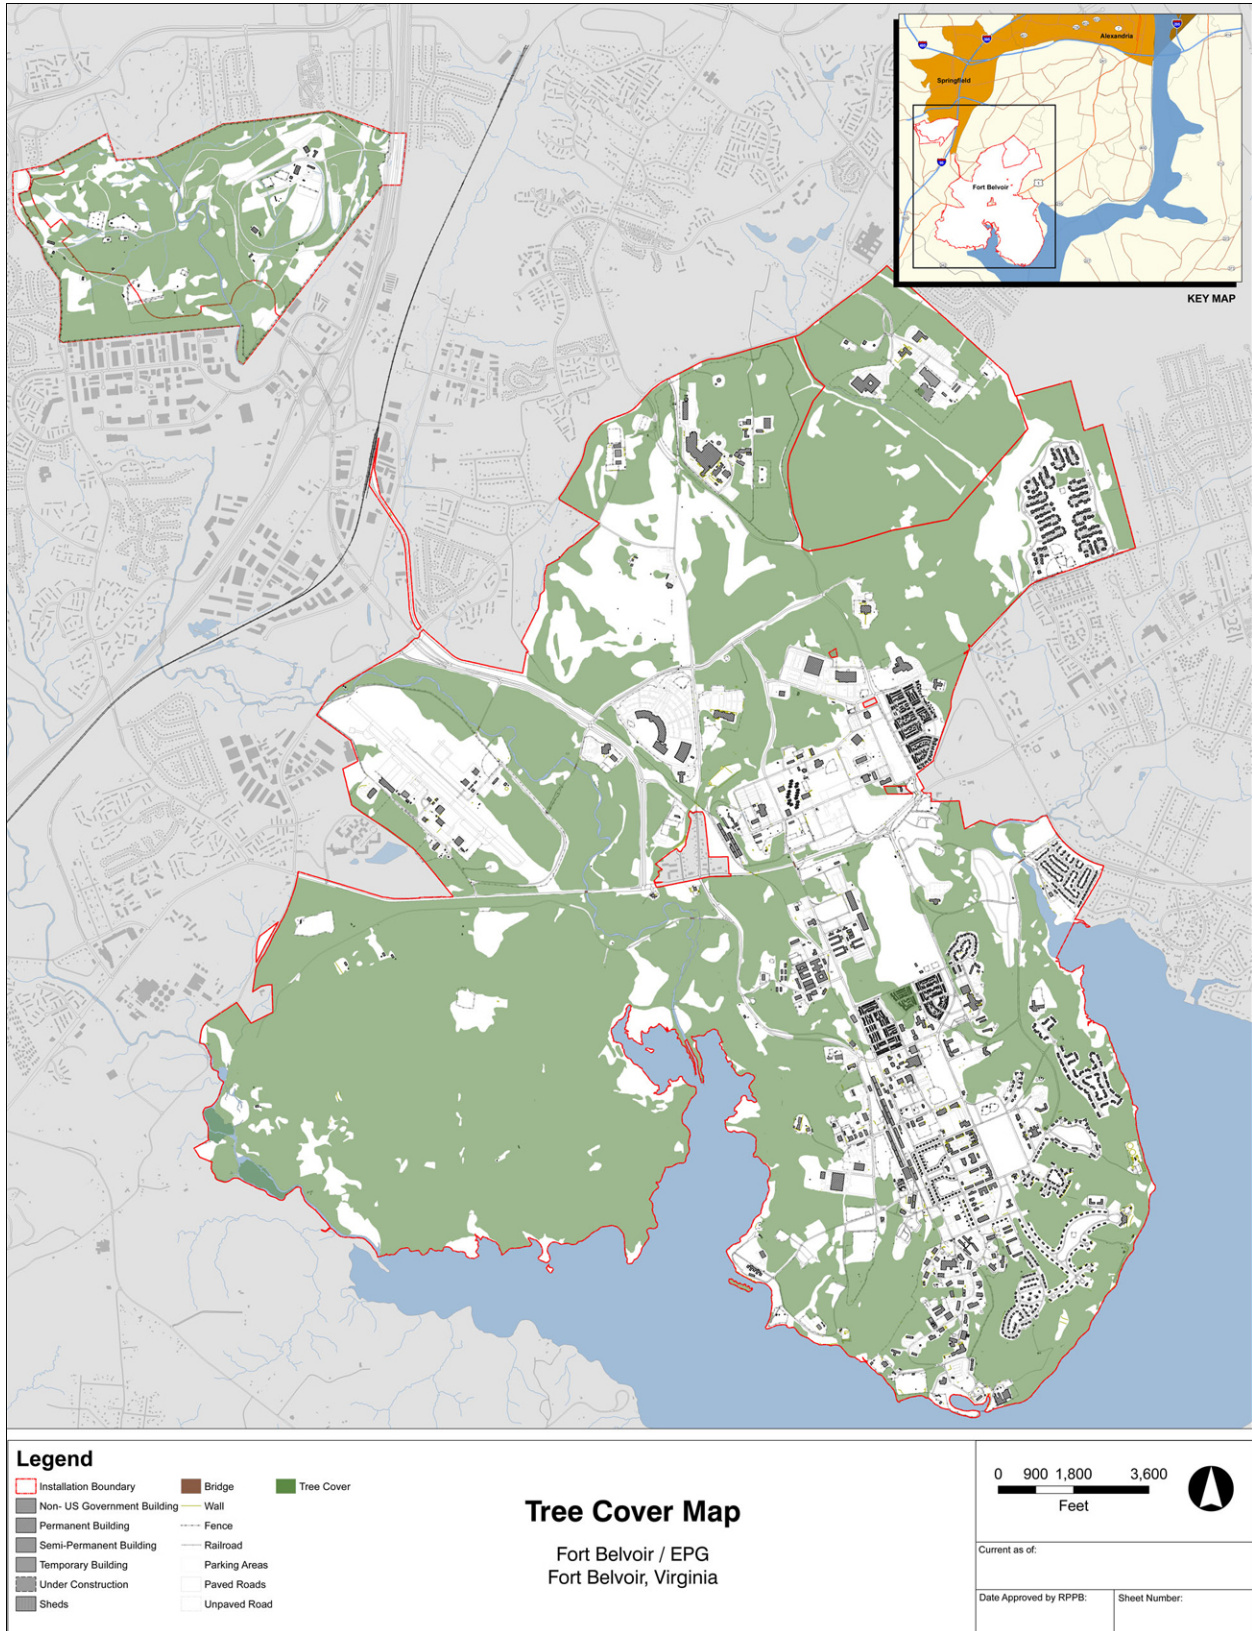 Alexandria
Springfield
Fort Belvoir
KEY MAP
Legend
Installation Boundary
Non- US Government Building
Permanent Building
Semi-Permanent Building
Temporary Building
Under Construction
Sheds
Bridge
Wall
Fence
Railroad
Parking Areas
Paved Roads
Unpaved Road
Tree Cover
Tree Cover Map
Fort Belvoir / EPG
Fort Belvoir, Virginia
0 900 1,800 3,600
Feet
Current as of:
Date Approved by RPPB:
Sheet Number: